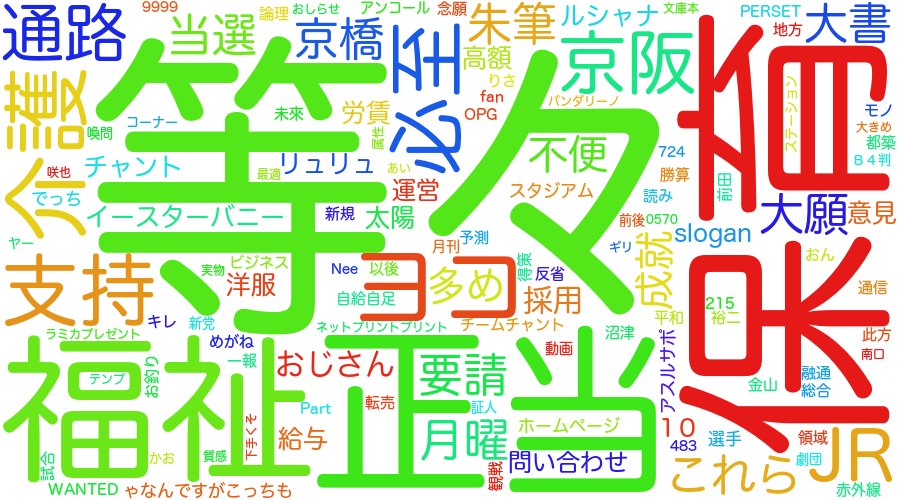 9999
論理
おしらせ
アンコール
念願
文庫本
通路
当選
京橋
必至
朱筆
ルシャナ
PERSET
地方
大書
護
等々
高額
りさ
京阪
育
fan
OPG
パンダリーノ
ステーション
モノ
大きめ
都築
B4判
喚問
コーナー
未來
労賃
属性
不便
724
咲也
チャント
リュリュ
最適
あい
運営
スタジアム
勝算
読み
前田
介
でっち
イースターバニー
新規
太陽
前後
0570
大願
意見
ヤー
月刊
予測
ギリ
slogan
おん
支持
実物
ビジネス
洋服
Nee
以後
ヨコ
多め
得票
反省
成就
保
通信
自給自足
採用
215
キレ
新党
ネットプリントプリント
チームチャント
沼津
平和
裕二
此方
ラミカプレゼント
めがね
一報
おじさん
正当
要請
動画
アスルサポ
南口
福祉
テンプ
お釣り
金山
融通
総合
Part
転売
証人
10
下手くそ
給与
月曜
ホームページ
選手
領域
JR
483
試合
かお
質感
観戦
問い合わせ
これら
劇団
WANTED
ゃなんですがこっちも
赤外線